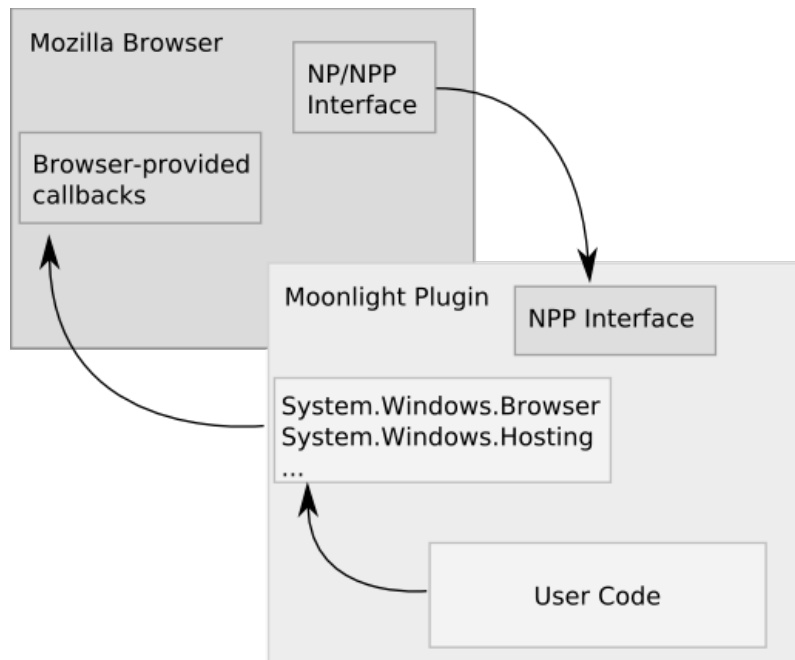 Mozilla Browser
NP/NPP
Interface
Browser-provided
callbacks
Moonlight Plugin
NPP Interface
System.Windows.Browser
System.Windows.Hosting
...
User Code